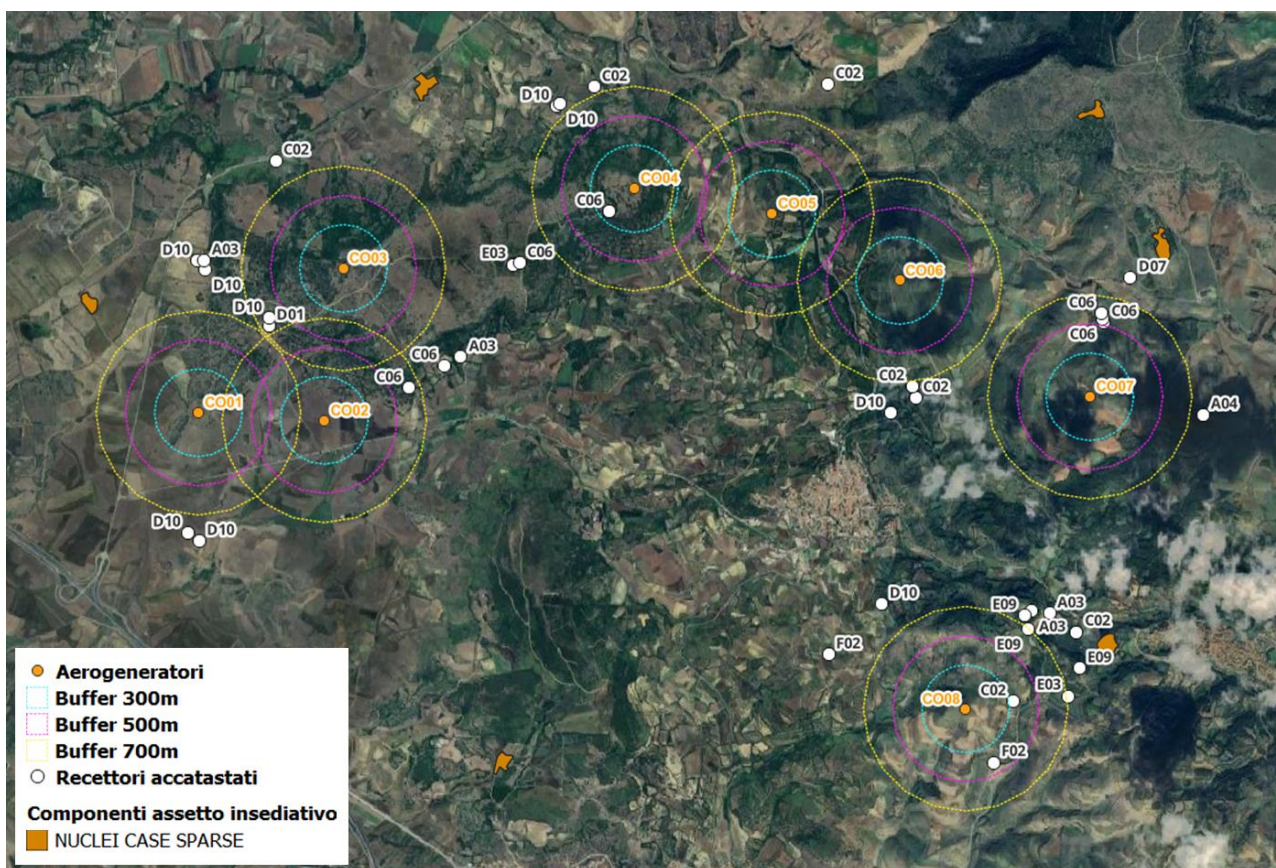 C02
C02
D10
D10
C02
CO04
C06
CO05
D10
A03
D10
CO03
E03
C06
CO06
D07
D10
D01
C06
C06
C06
C06
A03
C06
C02
C02
D10
CO07
A04
CO01
CO02
D10
D10
D10
E09
A03
A03
E09
C02
F02
E09
E03
CO08
C02
F02
Aerogeneratori
Buffer 300m
Buffer 500m
Buffer 700m
Recettori accatastati
Componenti assetto insediativo
NUCLEI CASE SPARSE